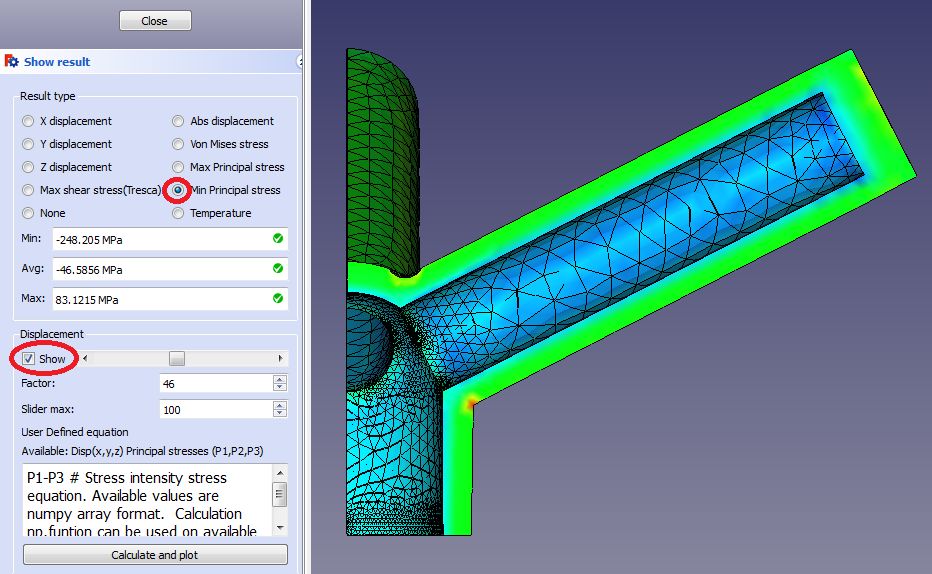 Close
Show result
Result type
X displacement Abs displacement
Y displacement Von Mises stress
Z displacement Max Principal stress
Max shear stress(Tresca) Min Principal stress
None Temperature
Min: -248.205 MPa
Avg: -46.5856 MPa
Max: 83.1215 MPa
Displacement
Show
Factor: 46
Slider max: 100
User Defined equation
Available: Disp(x,y,z) Principal stresses (P1,P2,P3)
P1-P3 # Stress intensity stress
equation. Available values are
numpy array format. Calculation
np.funtion can be used on available
Calculate and plot